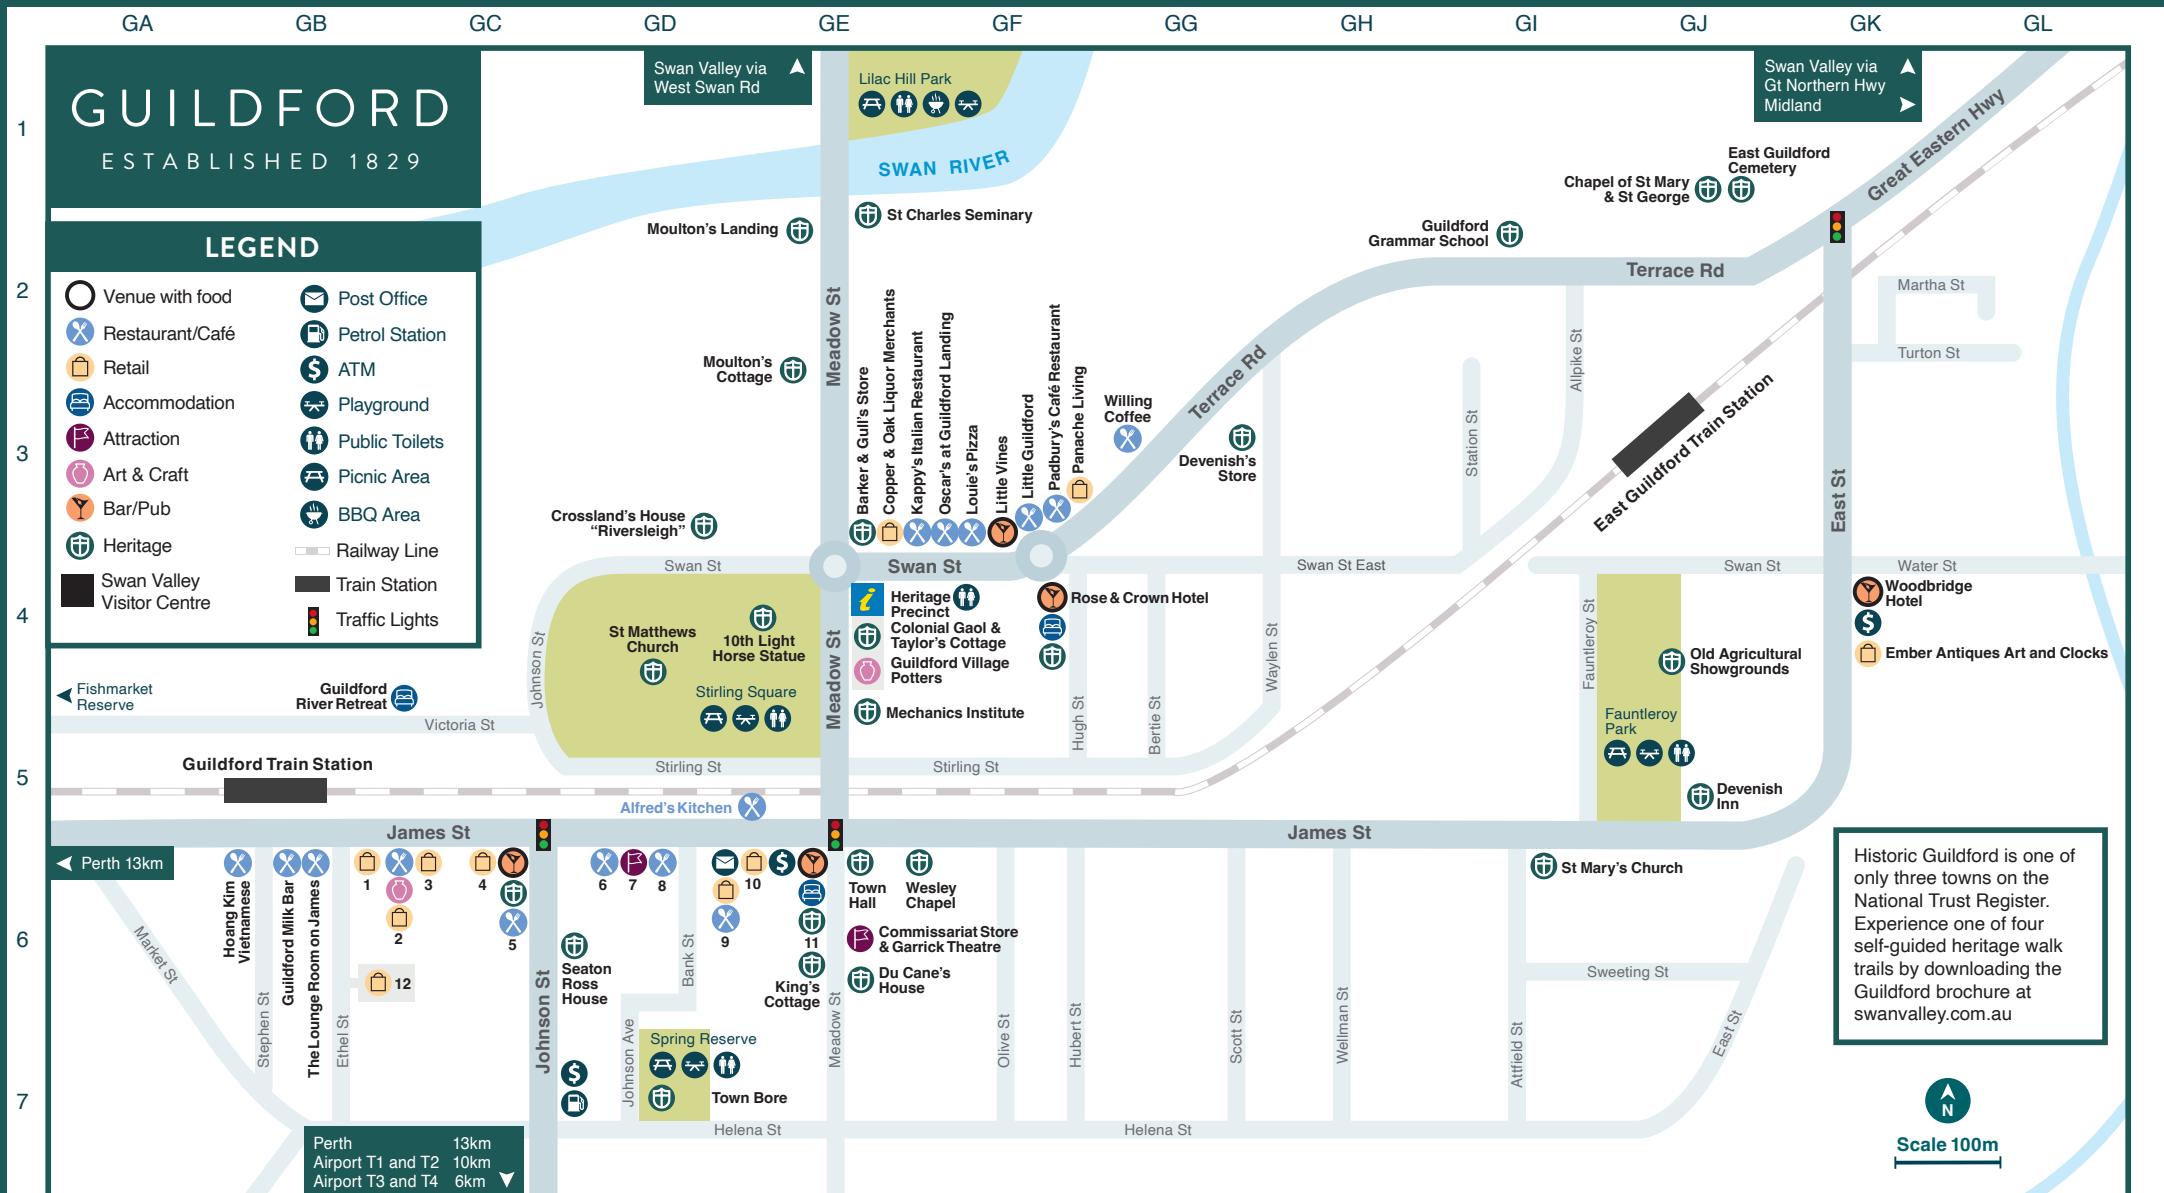 GA GB GC GD GE GF GG GH GI GJ GK GL
1
2
3
4
5
6
7
GUILDFORD
ESTABLISHED 1829
LEGEND
Venue with food
Restaurant/Café
Retail
Accommodation
Attraction
Art & Craft
Bar/Pub
Heritage
Swan Valley
Visitor Centre
Post Office
Petrol Station
ATM
Playground
Public Toilets
Picnic Area
BBQ Area
Railway Line
Train Station
Traffic Lights
Swan Valley via
West Swan Rd
Lilac Hill Park
SWAN RIVER
Swan Valley via
Gt Northern Hwy
Midland
Great Eastern Hwy
East Guildford
Cemetery
Chapel of St Mary
& St George
Guildford
Grammar School
Terrace Rd
Moulton's Landing
St Charles Seminary
Meadow St
Moulton's
Cottage
Barker & Gull's Store
Copper & Oak Liquor Merchants
Kappy's Italian Restaurant
Oscar's at Guildford Landing
Louie's Pizza
Little Vines
Little Guildford
Padbury's Café Restaurant
Panache Living
Willing
Coffee
Terrace Rd
Devenish's
Store
Station St
Allpike St
East Guildford Train Station
East St
Martha St
Turton St
Crossland's House
"Riversleigh"
Swan St
Swan St
Swan St East
Swan St
Water St
Heritage
Precinct
Colonial Gaol &
Taylor's Cottage
Guildford Village
Potters
Mechanics Institute
Rose & Crown Hotel
Woodbridge
Hotel
Ember Antiques Art and Clocks
St Matthews
Church
10th Light
Horse Statue
Stirling Square
Johnson St
Meadow St
Hugh St
Bertie St
Waylen St
Fauntleroy St
Old Agricultural
Showgrounds
Fauntleroy
Park
Devenish
Inn
Fishmarket
Reserve
Guildford
River Retreat
Victoria St
Guildford Train Station
Stirling St
Stirling St
Alfred's Kitchen
James St
James St
Perth 13km
Hoang Kim
Vietnamese
Guildford Milk Bar
The Lounge Room on James
1
2
3
4
5
6
7
8
9
10
11
12
Town
Hall
Wesley
Chapel
Commissariat Store
& Garrick Theatre
Du Cane's
House
King's
Cottage
Seaton
Ross
House
St Mary's Church
Market St
Stephen St
Ethel St
Johnson St
Johnson Ave
Bank St
Meadow St
Olive St
Hubert St
Scott St
Wellman St
Attfield St
Sweeting St
East St
Spring Reserve
Town Bore
Helena St
Helena St
Perth 13km
Airport T1 and T2 10km
Airport T3 and T4 6km
Historic Guildford is one of
only three towns on the
National Trust Register.
Experience one of four
self-guided heritage walk
trails by downloading the
Guildford brochure at
swanvalley.com.au
N
Scale 100m